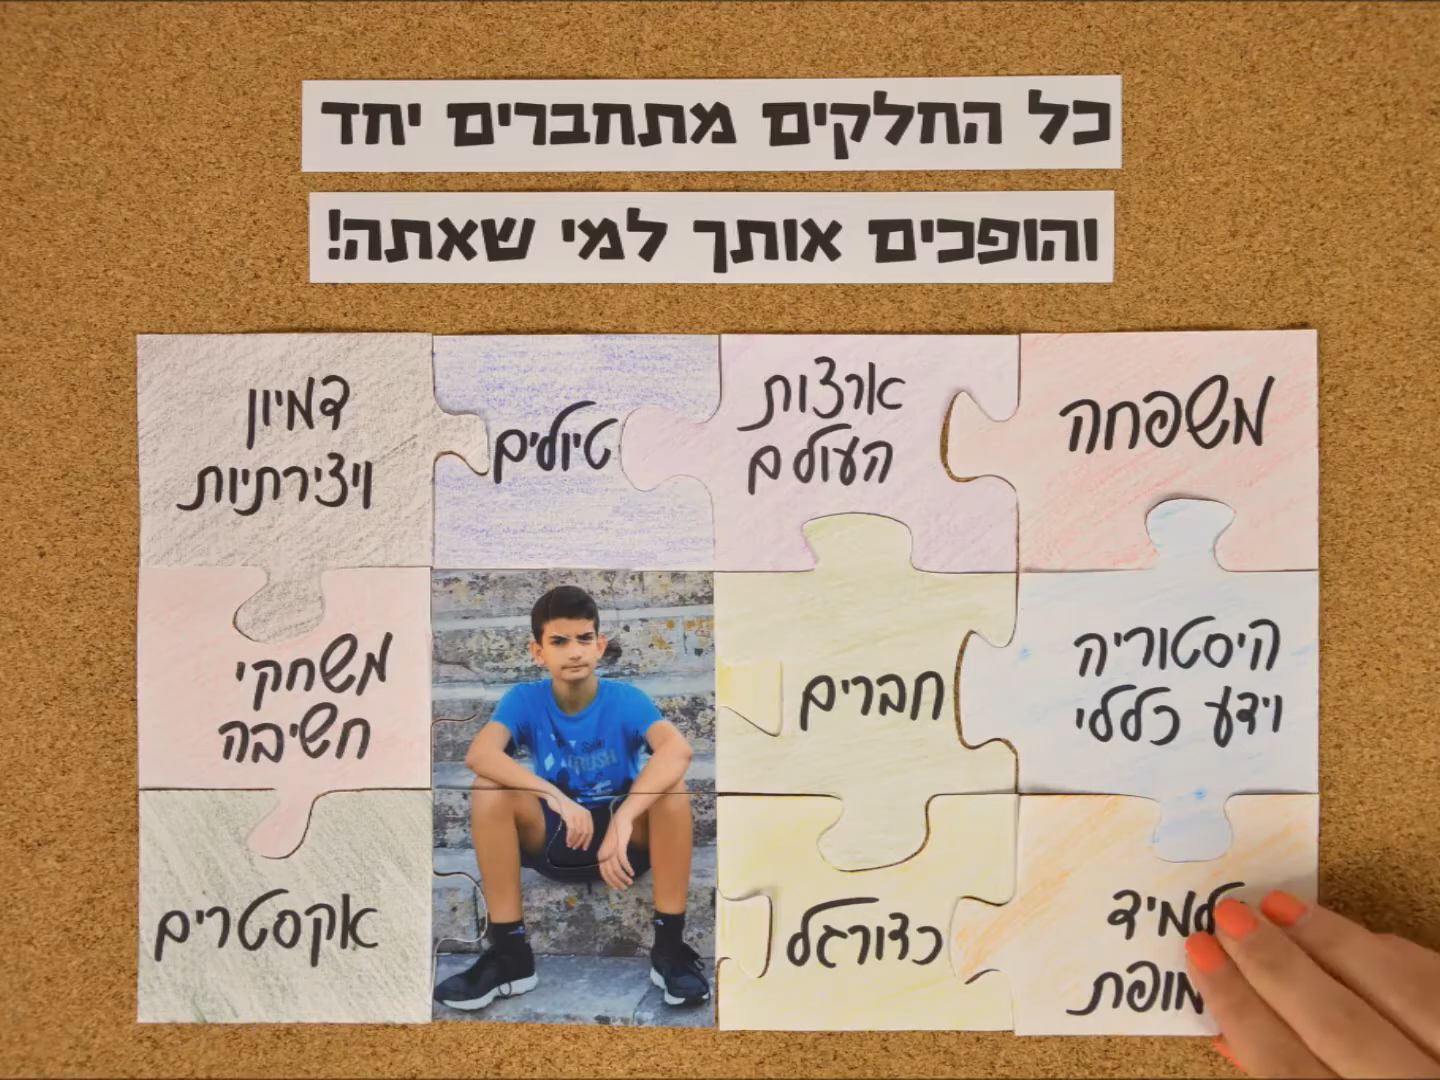 כל החלקים מתחברים יחד
והופכים אותך למי שאתה!
משפחה
ארצות
העולם
טיולים
דמיון
ויצירתיות
היסטוריה
וידע כללי
חברים
משחקי
חשיבה
כדורגל
אקסטרים
RUSH